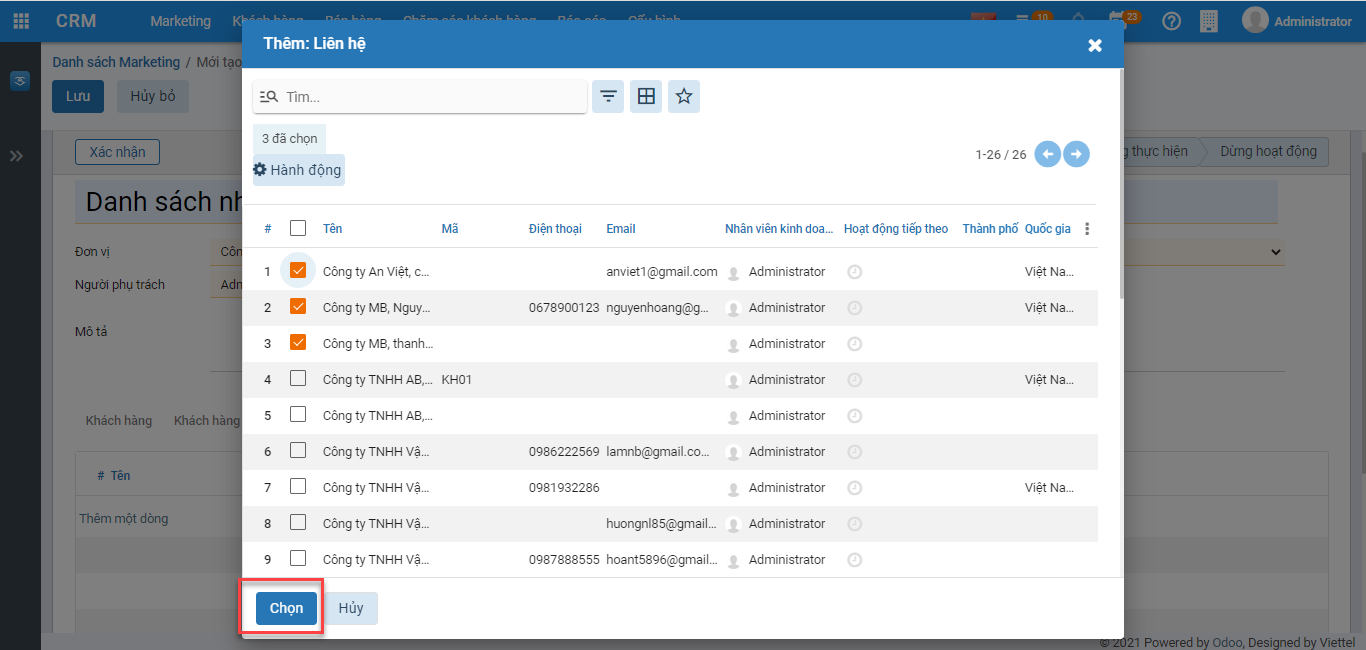 CRM Marketing Khách hàng Bán hàng Chăm sóc khách hàng Báo cáo Cấu hình 10 23 Administrator
Danh sách Marketing / Mới tạo
Lưu Hủy bỏ
Xác nhận
g thực hiện Dừng hoạt động
Danh sách nh
Đơn vị Côn
Người phụ trách Adn
Mô tả
Khách hàng Khách hàng
# Tên
Thêm một dòng
Thêm: Liên hệ
Tìm...
3 đã chọn
Hành động
1-26 / 26
# Tên Mã Điện thoại Email Nhân viên kinh doa... Hoạt động tiếp theo Thành phố Quốc gia
1 Công ty An Việt, c... anviet1@gmail.com Administrator Việt Na...
2 Công ty MB, Nguy... 0678900123 nguyenhoang@g... Administrator Việt Na...
3 Công ty MB, thanh... Administrator
4 Công ty TNHH AB,... KH01 Administrator Việt Na...
5 Công ty TNHH AB,... Administrator
6 Công ty TNHH Vậ... 0986222569 lamnb@gmail.co... Administrator
7 Công ty TNHH Vậ... 0981932286 Administrator Việt Na...
8 Công ty TNHH Vậ... huongnl85@gmail... Administrator
9 Công ty TNHH Vậ... 0987888555 hoant5896@gmail... Administrator
Chọn Hủy
© 2021 Powered by Odoo, Designed by Viettel